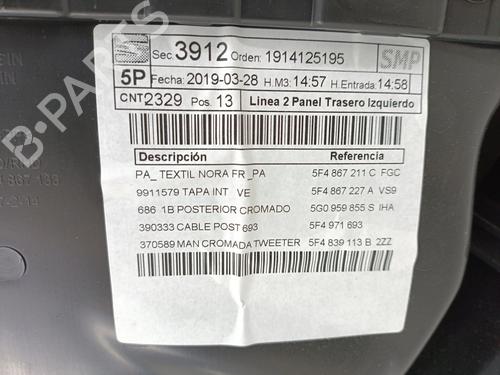 Sec. 3912 Orden: 1914125195 SMP
5P Fecha: 2019-03-28 H.M3: 14:57 H.Entrada: 14:58
CNT 2329 Pos. 13 Linea 2 Panel Trasero Izquierdo
Descripción Referencia
PA_ TEXTIL NORA FR _PA 5F4 867 211 C FGC
9911579 TAPA INT VE 5F4 867 227 A VS9
686 1B POSTERIOR CROMADO 5G0 959 855 S IHA
390333 CABLE POST 693 5F4 971 693
370589 MAN CROMADA TWEETER 5F4 839 113 B 2ZZ
B-PARTS